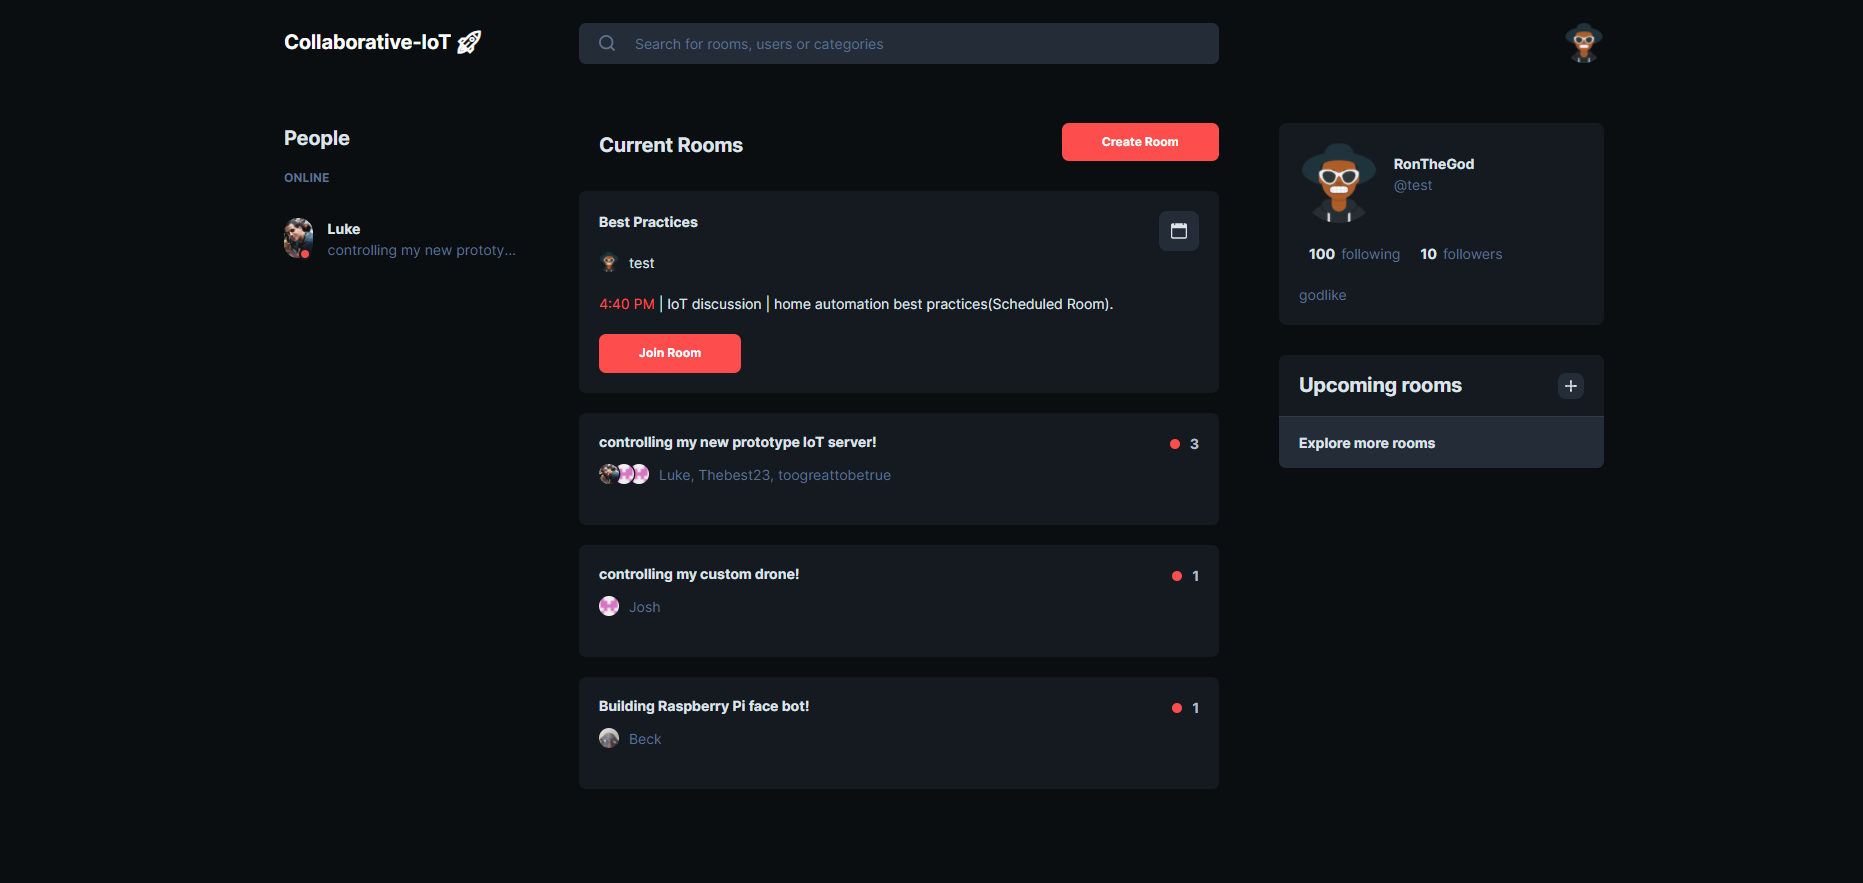 Collaborative-IoT 🚀
Search for rooms, users or categories
People
ONLINE
Luke
controlling my new prototy...
Current Rooms
Create Room
Best Practices
test
4:40 PM | IoT discussion | home automation best practices(Scheduled Room).
Join Room
controlling my new prototype IoT server!
3
Luke, Thebest23, toogreattobetrue
controlling my custom drone!
1
Josh
Building Raspberry Pi face bot!
1
Beck
RonTheGod
@test
100 following 10 followers
godlike
Upcoming rooms
Explore more rooms